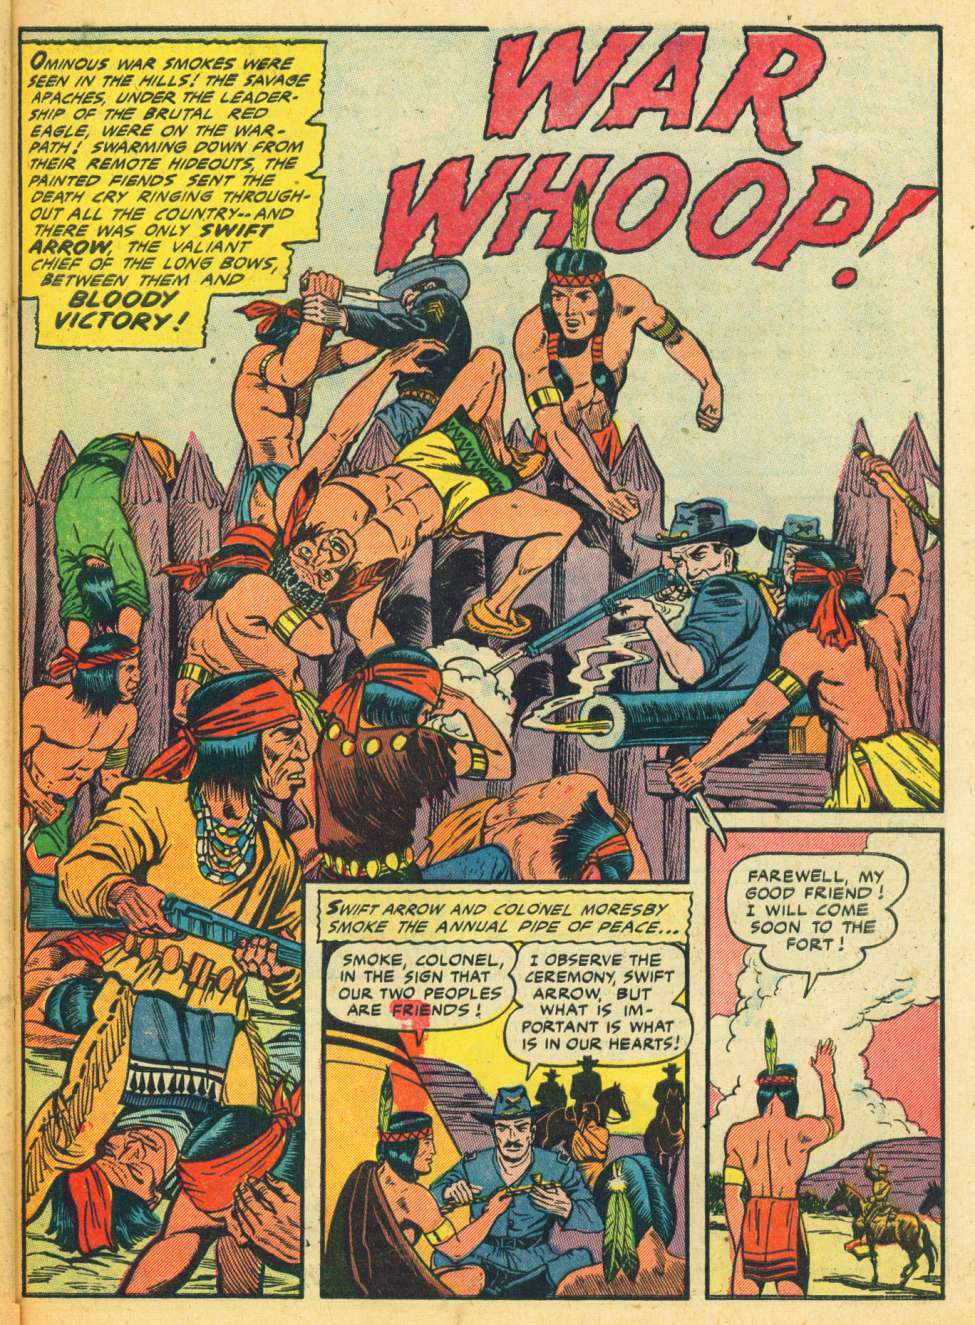 OMINOUS WAR SMOKES WERE
SEEN IN THE HILLS! THE SAVAGE
APACHES, UNDER THE LEADER-
SHIP OF THE BRUTAL RED
EAGLE, WERE ON THE WAR-
PATH! SWARMING DOWN FROM
THEIR REMOTE HIDEOUTS, THE
PAINTED FIENDS SENT THE
DEATH CRY RINGING THROUGH-
OUT ALL THE COUNTRY--AND
THERE WAS ONLY SWIFT
ARROW, THE VALIANT
CHIEF OF THE LONG BOWS,
BETWEEN THEM AND
BLOODY
VICTORY!
WAR
WHOOP!
SWIFT ARROW AND COLONEL MORESBY
SMOKE THE ANNUAL PIPE OF PEACE...
SMOKE, COLONEL,
IN THE SIGN THAT
OUR TWO PEOPLES
ARE FRIENDS!
I OBSERVE THE
CEREMONY, SWIFT
ARROW, BUT
WHAT IS IM-
PORTANT IS WHAT
IS IN OUR HEARTS!
FAREWELL, MY
GOOD FRIEND!
I WILL COME
SOON TO THE
FORT!